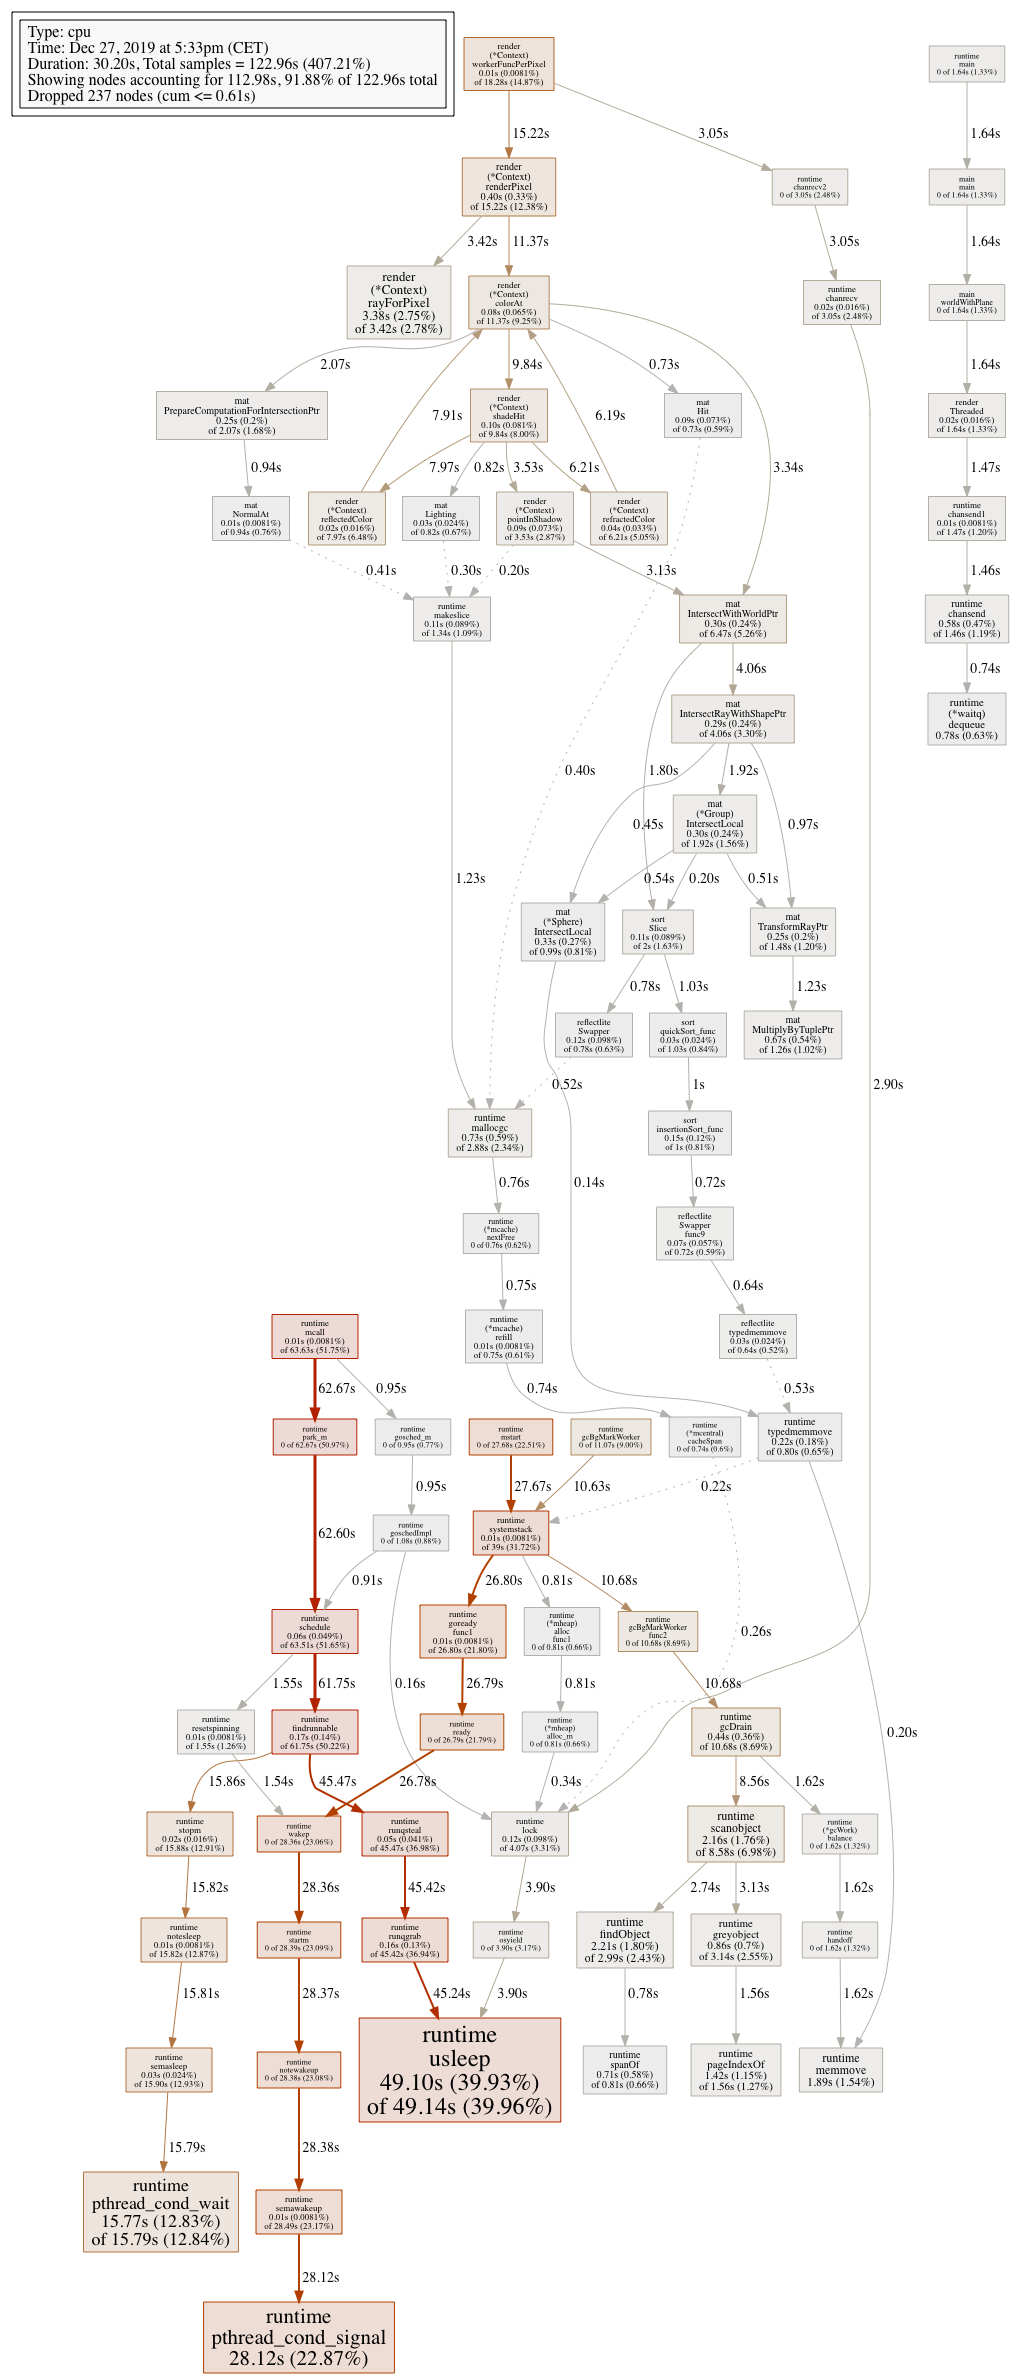 Type: cpu
Time: Dec 27, 2019 at 5:33pm (CET)
Duration: 30.20s, Total samples = 122.96s (407.21%)
Showing nodes accounting for 112.98s, 91.88% of 122.96s total
Dropped 237 nodes (cum <= 0.61s)
render
(*Context)
workerFuncPerPixel
0.01s (0.0081%)
of 18.28s (14.87%)
runtime
main
0 of 1.64s (1.33%)
15.22s
3.05s
1.64s
render
(*Context)
renderPixel
0.40s (0.33%)
of 15.22s (12.38%)
runtime
chanrecv2
0 of 3.05s (2.48%)
main
main
0 of 1.64s (1.33%)
3.42s
11.37s
3.05s
1.64s
render
(*Context)
rayForPixel
3.38s (2.75%)
of 3.42s (2.78%)
render
(*Context)
colorAt
0.08s (0.065%)
of 11.37s (9.25%)
runtime
chanrecv
0.02s (0.016%)
of 3.05s (2.48%)
main
worldWithPlane
0 of 1.64s (1.33%)
2.07s
9.84s
0.73s
1.64s
mat
PrepareComputationForIntersectionPtr
0.25s (0.2%)
of 2.07s (1.68%)
7.91s
render
(*Context)
shadeHit
0.10s (0.081%)
of 9.84s (8.00%)
6.19s
mat
Hit
0.09s (0.073%)
of 0.73s (0.59%)
render
Threaded
0.02s (0.016%)
of 1.64s (1.33%)
0.94s
7.97s
0.82s
3.53s
6.21s
3.34s
1.47s
mat
NormalAt
0.01s (0.0081%)
of 0.94s (0.76%)
render
(*Context)
reflectedColor
0.02s (0.016%)
of 7.97s (6.48%)
mat
Lighting
0.03s (0.024%)
of 0.82s (0.67%)
render
(*Context)
pointInShadow
0.09s (0.073%)
of 3.53s (2.87%)
render
(*Context)
refractedColor
0.04s (0.033%)
of 6.21s (5.05%)
runtime
chansend1
0.01s (0.0081%)
of 1.47s (1.20%)
0.41s
0.30s
0.20s
3.13s
1.46s
runtime
makeslice
0.11s (0.089%)
of 1.34s (1.09%)
mat
IntersectWithWorldPtr
0.30s (0.24%)
of 6.47s (5.26%)
runtime
chansend
0.58s (0.47%)
of 1.46s (1.19%)
4.06s
0.74s
mat
IntersectRayWithShapePtr
0.29s (0.24%)
of 4.06s (3.30%)
runtime
(*waitq)
dequeue
0.78s (0.63%)
0.40s
1.80s
1.92s
mat
(*Group)
IntersectLocal
0.30s (0.24%)
of 1.92s (1.56%)
0.45s
0.97s
1.23s
0.54s
0.20s
0.51s
mat
(*Sphere)
IntersectLocal
0.33s (0.27%)
of 0.99s (0.81%)
sort
Slice
0.11s (0.089%)
of 2s (1.63%)
mat
TransformRayPtr
0.25s (0.2%)
of 1.48s (1.20%)
0.78s
1.03s
1.23s
reflectlite
Swapper
0.12s (0.098%)
of 0.78s (0.63%)
sort
quickSort_func
0.03s (0.024%)
of 1.03s (0.84%)
mat
MultiplyByTuplePtr
0.67s (0.54%)
of 1.26s (1.02%)
0.52s
1s
2.90s
runtime
mallocgc
0.73s (0.59%)
of 2.88s (2.34%)
sort
insertionSort_func
0.15s (0.12%)
of 1s (0.81%)
0.76s
0.14s
0.72s
runtime
(*mcache)
nextFree
0 of 0.76s (0.62%)
reflectlite
Swapper
func9
0.07s (0.057%)
of 0.72s (0.59%)
0.75s
0.64s
runtime
mcall
0.01s (0.0081%)
of 63.63s (51.75%)
runtime
(*mcache)
refill
0.01s (0.0081%)
of 0.75s (0.61%)
reflectlite
typedmemmove
0.03s (0.024%)
of 0.64s (0.52%)
62.67s
0.95s
0.74s
0.53s
runtime
park_m
0 of 62.67s (50.97%)
runtime
gosched_m
0 of 0.95s (0.77%)
runtime
mstart
0 of 27.68s (22.51%)
runtime
gcBgMarkWorker
0 of 11.07s (9.00%)
runtime
(*mcentral)
cacheSpan
0 of 0.74s (0.6%)
runtime
typedmemmove
0.22s (0.18%)
of 0.80s (0.65%)
0.95s
27.67s
10.63s
0.22s
62.60s
runtime
goschedImpl
0 of 1.08s (0.88%)
runtime
systemstack
0.01s (0.0081%)
of 39s (31.72%)
0.91s
26.80s
0.81s
10.68s
runtime
schedule
0.06s (0.049%)
of 63.51s (51.65%)
runtime
goready
func1
0.01s (0.0081%)
of 26.80s (21.80%)
runtime
(*mheap)
alloc
func1
0 of 0.81s (0.66%)
runtime
gcBgMarkWorker
func2
0 of 10.68s (8.69%)
0.26s
1.55s
61.75s
0.16s
26.79s
0.81s
10.68s
runtime
resetspinning
0.01s (0.0081%)
of 1.55s (1.26%)
runtime
findrunnable
0.17s (0.14%)
of 61.75s (50.22%)
runtime
ready
0 of 26.79s (21.79%)
runtime
(*mheap)
alloc_m
0 of 0.81s (0.66%)
runtime
gcDrain
0.44s (0.36%)
of 10.68s (8.69%)
0.20s
15.86s
1.54s
45.47s
26.78s
0.34s
8.56s
1.62s
runtime
stopm
0.02s (0.016%)
of 15.88s (12.91%)
runtime
wakep
0 of 28.36s (23.06%)
runtime
runqsteal
0.05s (0.041%)
of 45.47s (36.98%)
runtime
lock
0.12s (0.098%)
of 4.07s (3.31%)
runtime
scanobject
2.16s (1.76%)
of 8.58s (6.98%)
runtime
(*gcWork)
balance
0 of 1.62s (1.32%)
15.82s
28.36s
45.42s
3.90s
2.74s
3.13s
1.62s
runtime
notesleep
0.01s (0.0081%)
of 15.82s (12.87%)
runtime
startm
0 of 28.39s (23.09%)
runtime
runqgrab
0.16s (0.13%)
of 45.42s (36.94%)
runtime
osyield
0 of 3.90s (3.17%)
runtime
findObject
2.21s (1.80%)
of 2.99s (2.43%)
runtime
greyobject
0.86s (0.7%)
of 3.14s (2.55%)
runtime
handoff
0 of 1.62s (1.32%)
15.81s
28.37s
45.24s
3.90s
0.78s
1.56s
1.62s
runtime
semasleep
0.03s (0.024%)
of 15.90s (12.93%)
runtime
notewakeup
0 of 28.38s (23.08%)
runtime
usleep
49.10s (39.93%)
of 49.14s (39.96%)
runtime
spanOf
0.71s (0.58%)
of 0.81s (0.66%)
runtime
pageIndexOf
1.42s (1.15%)
of 1.56s (1.27%)
runtime
memmove
1.89s (1.54%)
15.79s
28.38s
runtime
pthread_cond_wait
15.77s (12.83%)
of 15.79s (12.84%)
runtime
semawakeup
0.01s (0.0081%)
of 28.49s (23.17%)
28.12s
runtime
pthread_cond_signal
28.12s (22.87%)